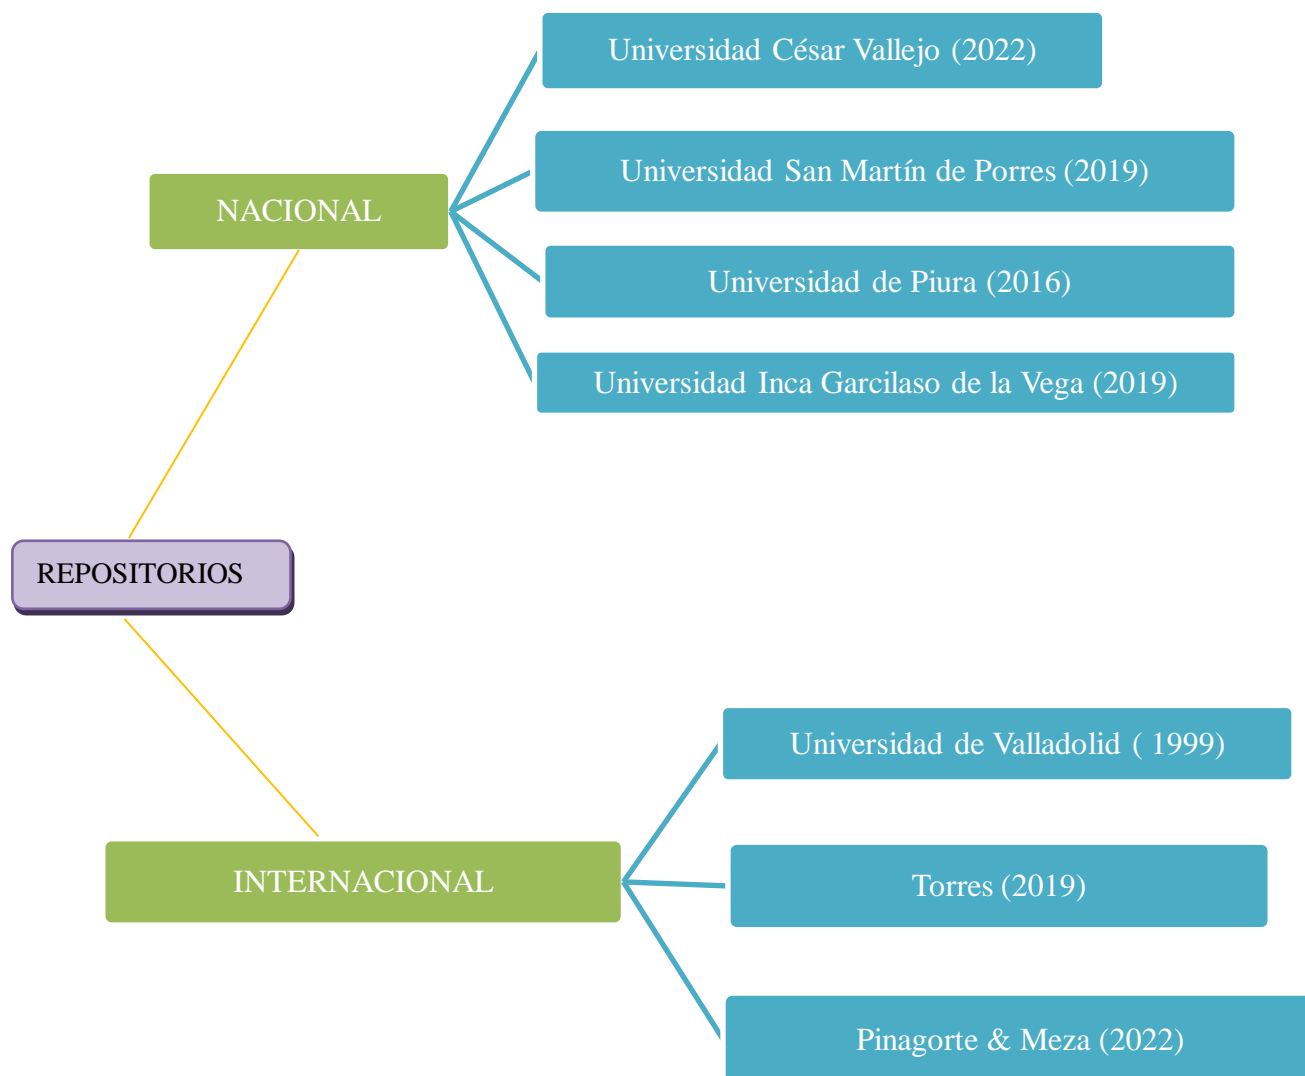 Universidad César Vallejo (2022)
Universidad San Martín de Porres (2019)
NACIONAL
Universidad de Piura (2016)
Universidad Inca Garcilaso de la Vega (2019)
REPOSITORIOS
Universidad de Valladolid ( 1999)
INTERNACIONAL
Torres (2019)
Pinagorte & Meza (2022)